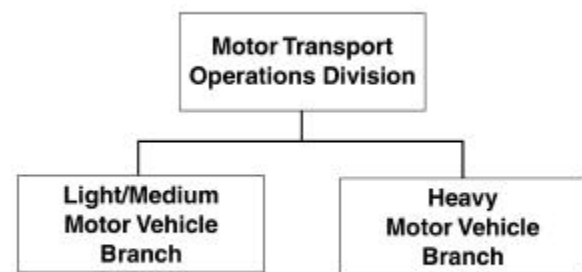 Motor Transport
Operations Division
Light/Medium
Motor Vehicle
Branch
Heavy
Motor Vehicle
Branch